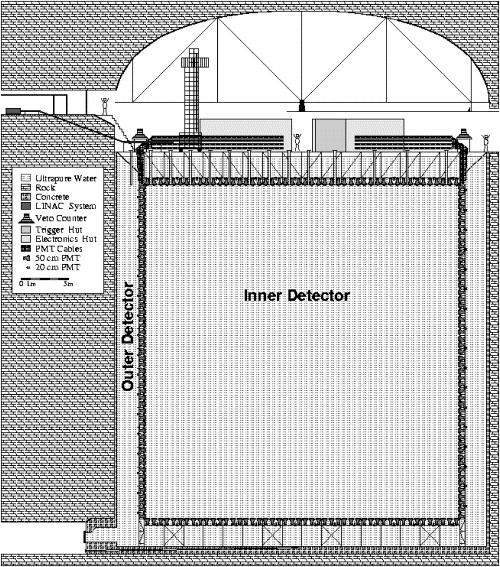 Ultrapure Water
Rock
Concrete
LINAC System
Veto Counter
Trigger Hut
Electronics Hut
PMT Cables
50 cm PMT
20 cm PMT
0 1m 5m
Outer Detector
Inner Detector